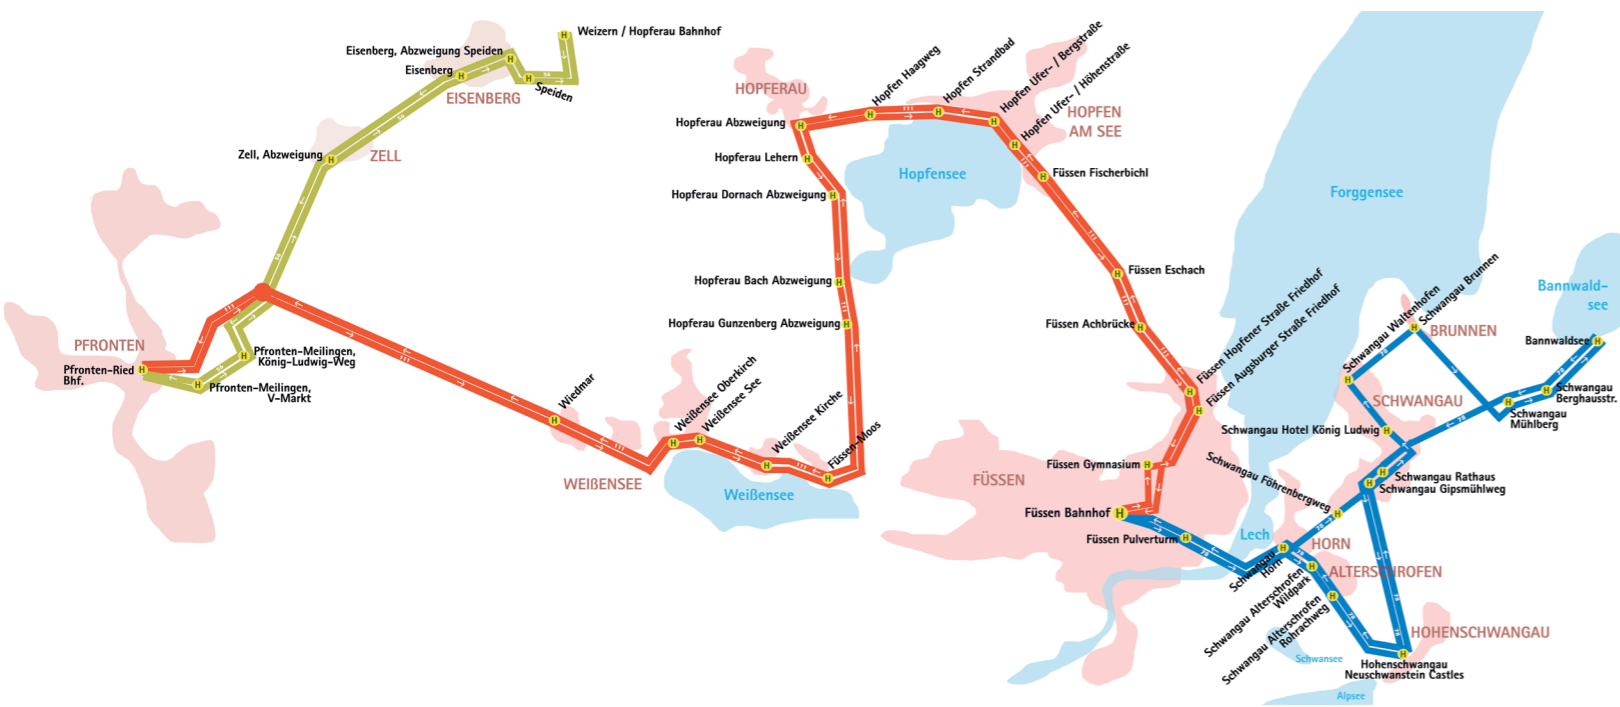 Weizern / Hopferau Bahnhof
Eisenberg, Abzweigung Speiden
Eisenberg
Speiden
EISENBERG
Zell, Abzweigung
ZELL
PFRONTEN
Pfronten-Ried
Bhf.
Pfronten-Meilingen,
König-Ludwig-Weg
Pfronten-Meilingen,
V-Markt
Wiedmar
WEIßENSEE
Weißensee Oberkirch
Weißensee See
Weißensee Kirche
Weißensee
Füssen-Moos
HOPFERAU
Hopferau Abzweigung
Hopferau Lehern
Hopferau Dornach Abzweigung
Hopferau Bach Abzweigung
Hopferau Gunzenberg Abzweigung
Hopfen Haagweg
Hopfen Strandbad
Hopfen Ufer- / Bergstraße
Hopfen Ufer- / Höhenstraße
HOPFEN
AM SEE
Hopfensee
Füssen Fischerbichl
Füssen Eschach
Füssen Achbrücke
Füssen Hopfener Straße Friedhof
Füssen Augsburger Straße Friedhof
Füssen Gymnasium
FÜSSEN
Füssen Bahnhof
Füssen Pulverturm
Forggensee
Bannwald-
see
Bannwaldsee
Schwangau Brunnen
Schwangau Waltenhofen
BRUNNEN
Schwangau
Berghausstr.
Schwangau
Mühlberg
SCHWANGAU
Schwangau Hotel König Ludwig
Schwangau Rathaus
Schwangau Gipsmühlweg
Schwangau Föhrenbergweg
Lech
HORN
Schwangau
Horn
ALTERSCHROFEN
Schwangau Alterschrofen
Wildpark
Schwangau Alterschrofen
Rohrachweg
HOHENSCHWANGAU
Hohenschwangau
Neuschwanstein Castles
Schwansee
Alpsee